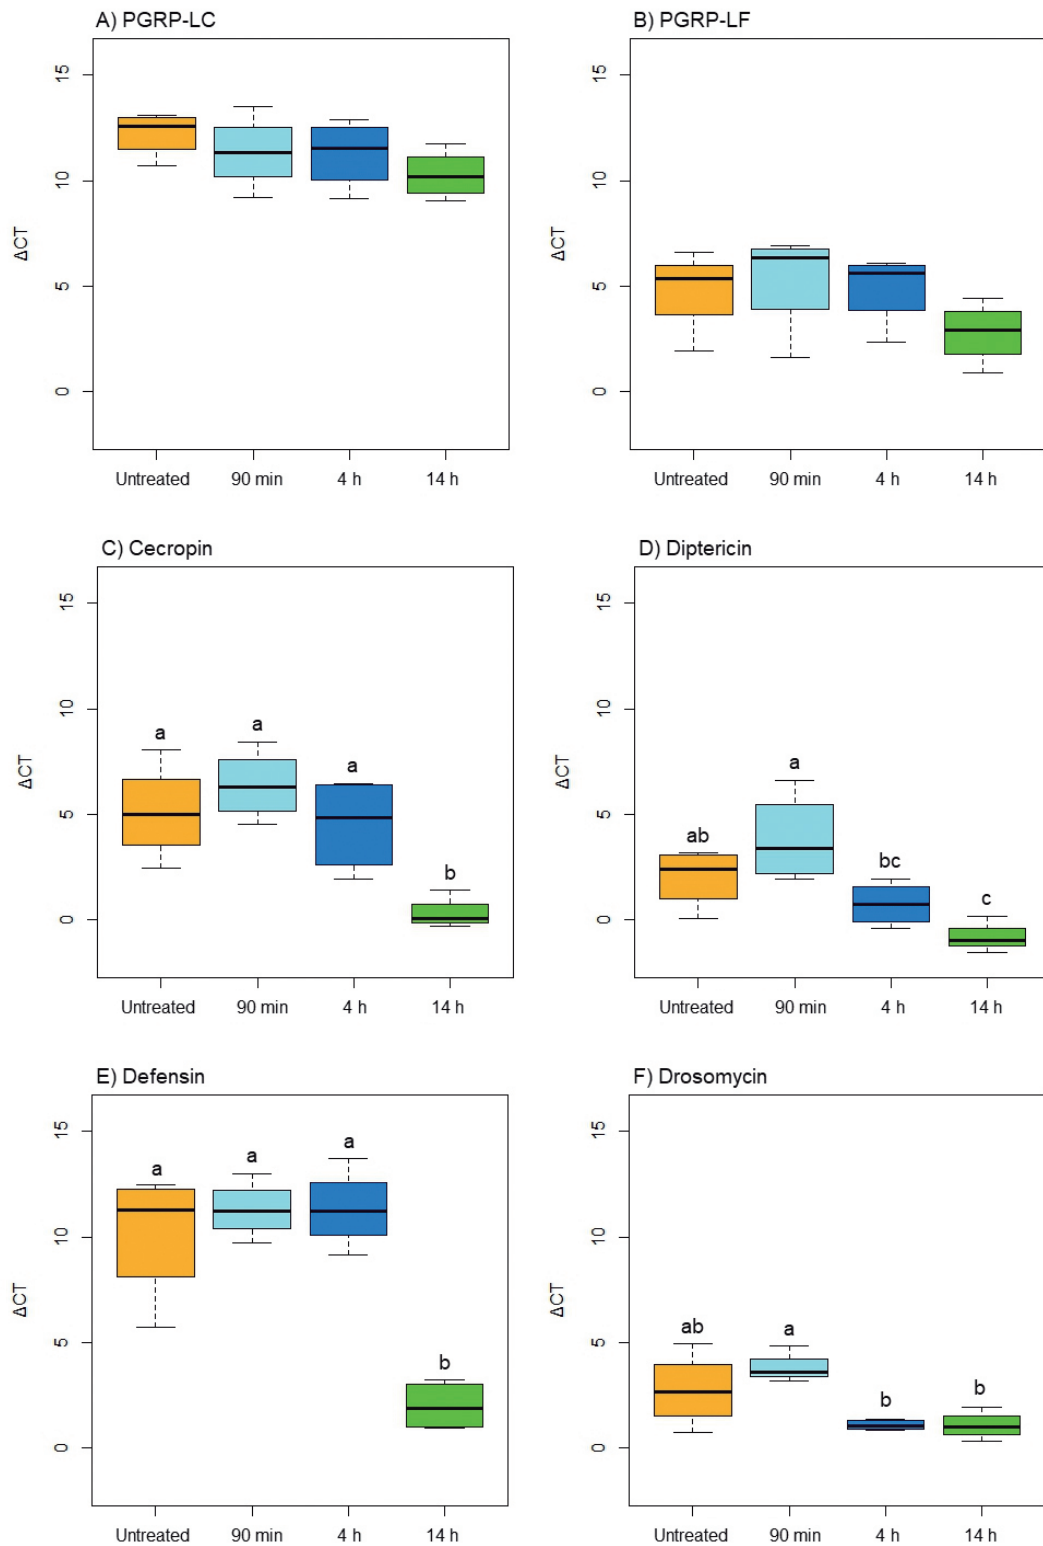 A) PGRP-LC
B) PGRP-LF
15
10
5
0
ΔCT
Untreated 90 min 4 h 14 h
15
10
5
0
ΔCT
Untreated 90 min 4 h 14 h
C) Cecropin
D) Diptericin
15
10
5
0
ΔCT
a a a b
Untreated 90 min 4 h 14 h
15
10
5
0
ΔCT
ab a bc c
Untreated 90 min 4 h 14 h
E) Defensin
F) Drosomycin
15
10
5
0
ΔCT
a a a b
Untreated 90 min 4 h 14 h
15
10
5
0
ΔCT
ab a b b
Untreated 90 min 4 h 14 h